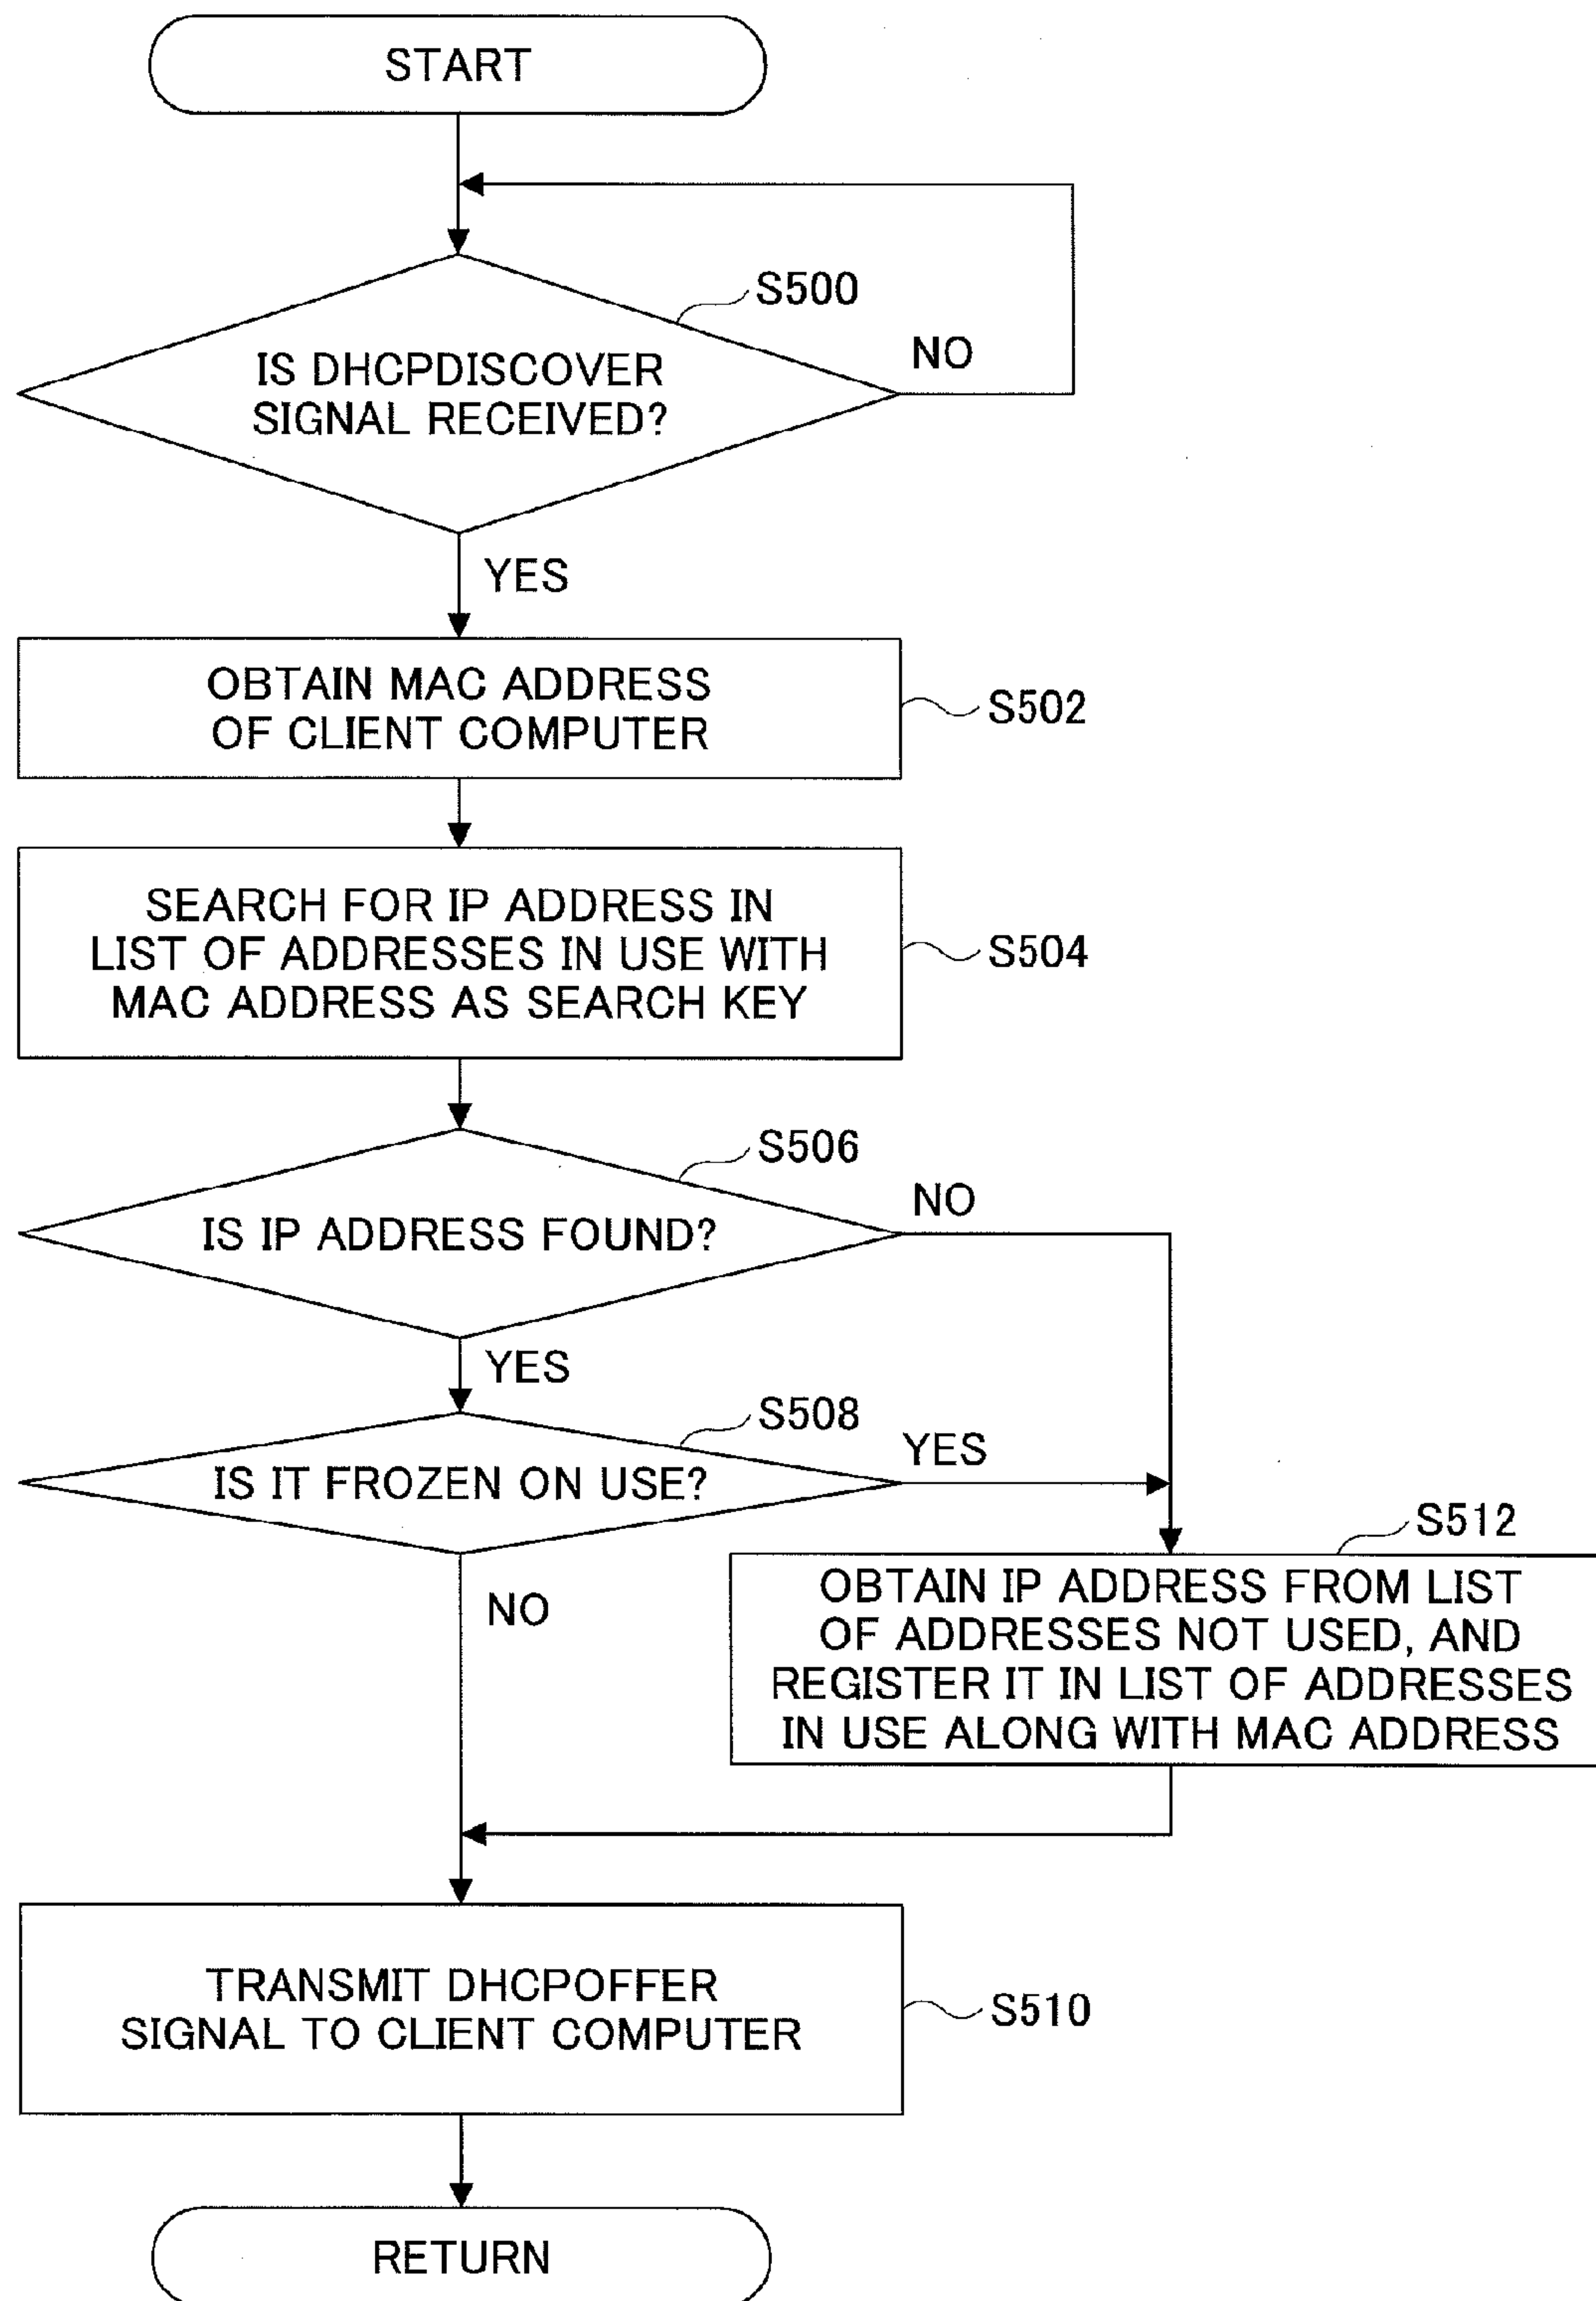 START
S500
IS DHCPDISCOVER
SIGNAL RECEIVED?
NO
YES
OBTAIN MAC ADDRESS
OF CLIENT COMPUTER
S502
SEARCH FOR IP ADDRESS IN
LIST OF ADDRESSES IN USE WITH
MAC ADDRESS AS SEARCH KEY
S504
S506
IS IP ADDRESS FOUND?
NO
YES
S508
IS IT FROZEN ON USE?
YES
NO
S512
OBTAIN IP ADDRESS FROM LIST
OF ADDRESSES NOT USED, AND
REGISTER IT IN LIST OF ADDRESSES
IN USE ALONG WITH MAC ADDRESS
TRANSMIT DHCPOFFER
SIGNAL TO CLIENT COMPUTER
S510
RETURN